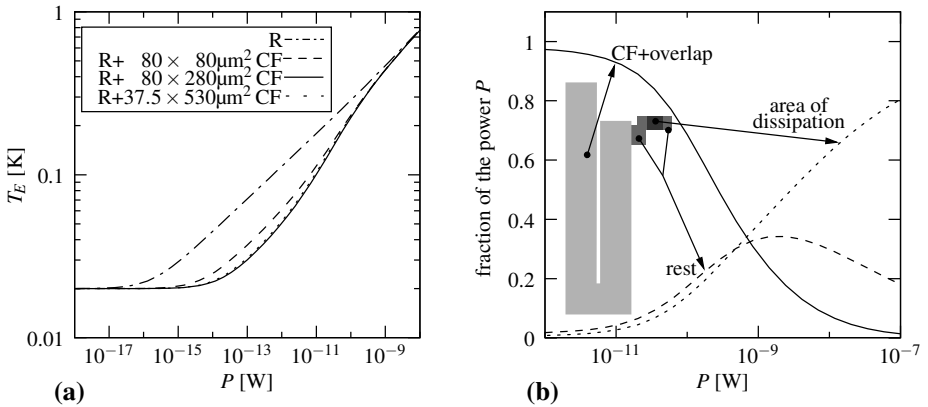 1
0.1
0.01
T_E [K]
R
R+ 80 × 80µm² CF
R+ 80 × 280µm² CF
R+37.5 × 530µm² CF
10⁻¹⁷ 10⁻¹⁵ 10⁻¹³ 10⁻¹¹ 10⁻⁹
P [W]
(a)
fraction of the power P
1
0.8
0.6
0.4
0.2
0
CF+overlap
area of
dissipation
rest
10⁻¹¹ 10⁻⁹ 10⁻⁷
P [W]
(b)